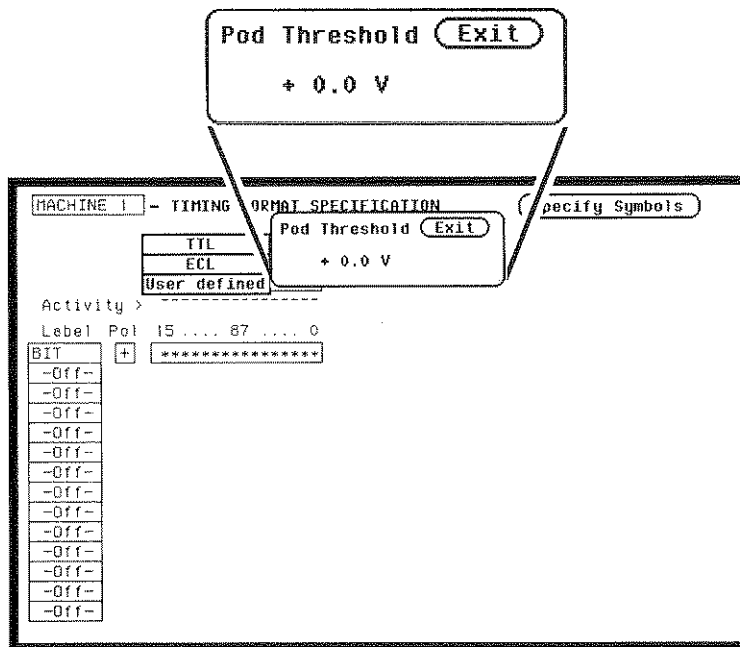 Pod Threshold Exit
+ 0.0 V
MACHINE 1 - TIMING FORMAT SPECIFICATION Specify Symbols
Pod Threshold Exit
+ 0.0 V
TTL
ECL
User defined
Activity > ----------------
Label Pol 15 .... 87 .... 0
BIT + ****************
-Off-
-Off-
-Off-
-Off-
-Off-
-Off-
-Off-
-Off-
-Off-
-Off-
-Off-
-Off-
-Off-